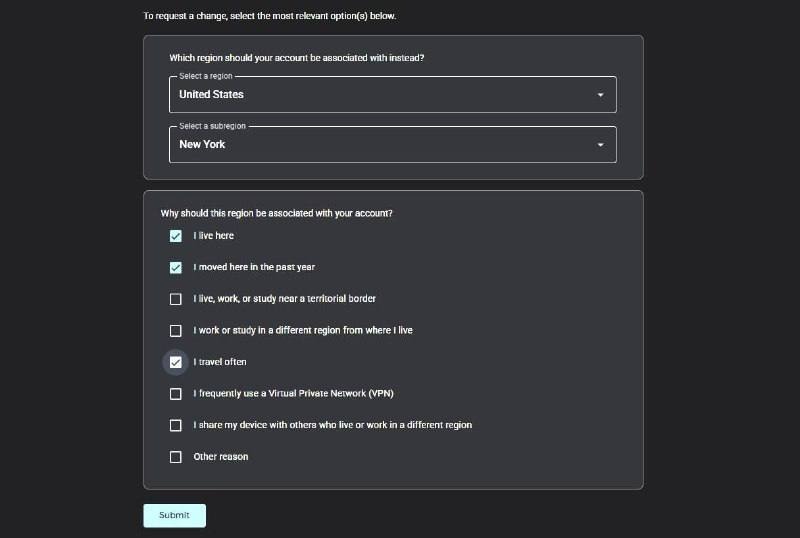 To request a change, select the most relevant option(s) below.
Which region should your account be associated with instead?
Select a region
United States
Select a subregion
New York
Why should this region be associated with your account?
I live here
I moved here in the past year
I live, work, or study near a territorial border
I work or study in a different region from where I live
I travel often
I frequently use a Virtual Private Network (VPN)
I share my device with others who live or work in a different region
Other reason
Submit